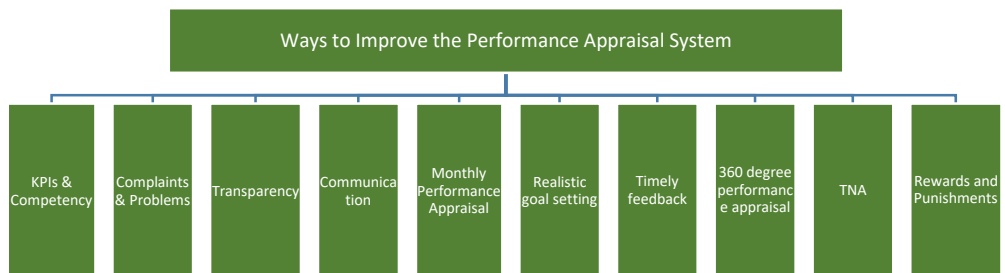 Ways to Improve the Performance Appraisal System
KPIs &
Competency
Complaints
& Problems
Transparency
Communica
tion
Monthly
Performance
Appraisal
Realistic
goal setting
Timely
feedback
360 degree
performanc
e appraisal
TNA
Rewards and
Punishments